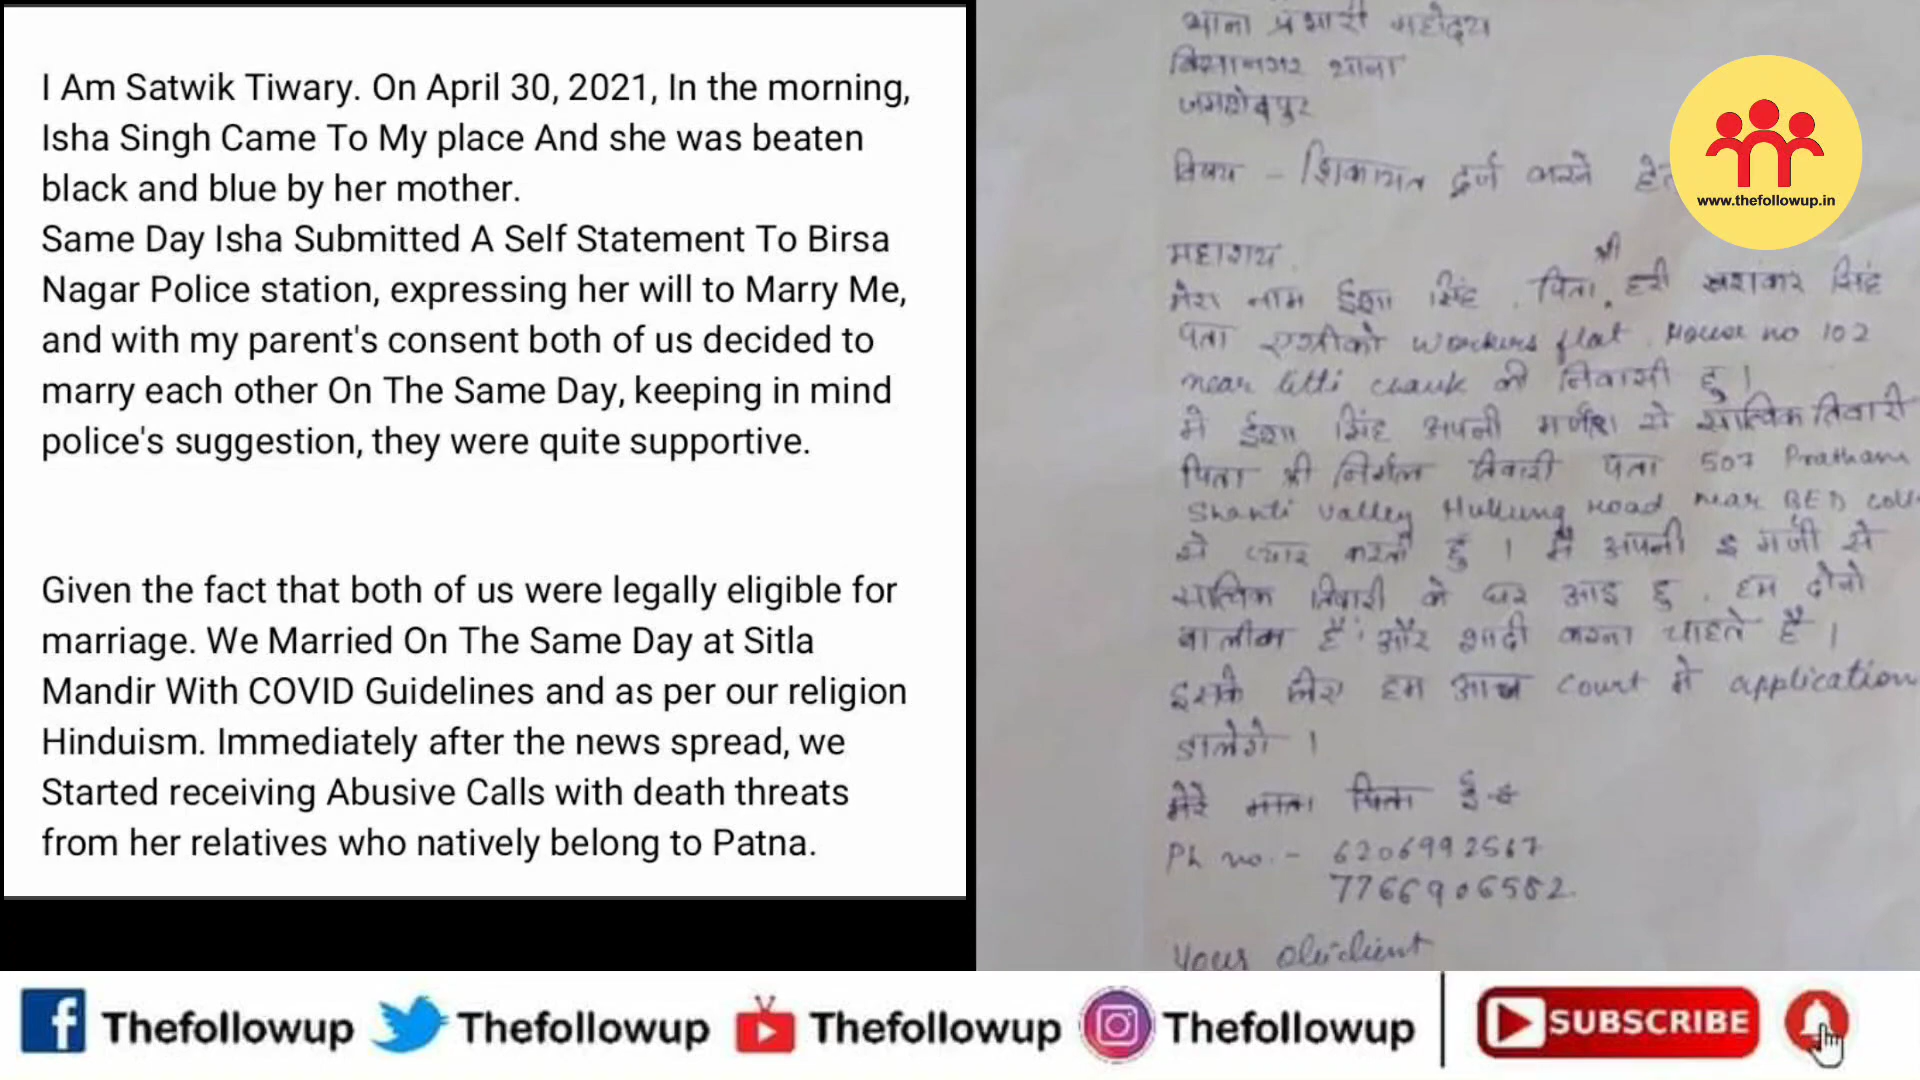 I Am Satwik Tiwary. On April 30, 2021, In the morning,
Isha Singh Came To My place And she was beaten
black and blue by her mother.
Same Day Isha Submitted A Self Statement To Birsa
Nagar Police station, expressing her will to Marry Me,
and with my parent's consent both of us decided to
marry each other On The Same Day, keeping in mind
police's suggestion, they were quite supportive.
Given the fact that both of us were legally eligible for
marriage. We Married On The Same Day at Sitla
Mandir With COVID Guidelines and as per our religion
Hinduism. Immediately after the news spread, we
Started receiving Abusive Calls with death threats
from her relatives who natively belong to Patna.
थाना प्रभारी महोदय
बिरसानगर थाना
जमशेदपुर
विषय - शिकायत दर्ज करने
महाशय
श्री
मेरा नाम ईशा सिंह, पिता हरी सिंह
पता एग्रीको workers flat, House no 102
near litti chauk की निवासी हु।
मे ईशा सिंह अपनी से सात्विक तिवारी
पिता श्री निर्मल तिवारी पता 507 Pratham
Shanti valley Hullung road near BED
से प्यार करती हूँ। मैं अपनी मर्जी से
सात्विक तिवारी के घर आइ हु, हम दोनो
बालीक है। और शादी करना चाहते है।
इसके लिए हम आज court मे application
डालेगे।
मेरे माता पिता
Ph no.- 6206992567
7766906582.
your obidient
www.thefollowup.in
Thefollowup Thefollowup Thefollowup Thefollowup SUBSCRIBE